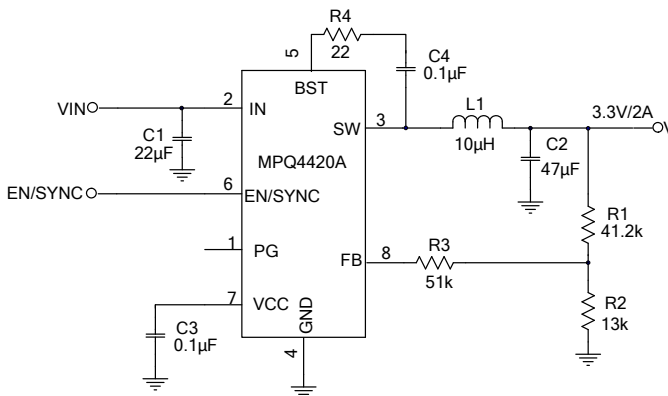 R4
22
5
C4
0.1µF
BST
VIN
2
IN
C1
22µF
SW
3
L1
10µH
3.3V/2A
C2
47µF
MPQ4420A
EN/SYNC
6
EN/SYNC
R1
41.2k
1
PG
FB
8
R3
51k
7
VCC
C3
0.1µF
GND
4
R2
13k